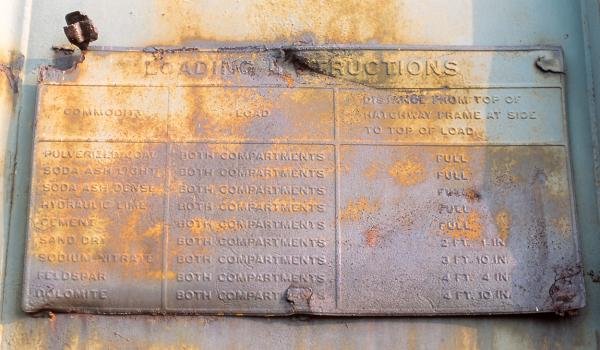 LOADING INSTRUCTIONS
COMMODITY LOAD DISTANCE FROM TOP OF
HATCHWAY FRAME AT SIDE
TO TOP OF LOAD
PULVERIZED COAL BOTH COMPARTMENTS FULL
SODA ASH LIGHT BOTH COMPARTMENTS FULL
SODA ASH DENSE BOTH COMPARTMENTS FULL
HYDRAULIC LIME BOTH COMPARTMENTS FULL
CEMENT BOTH COMPARTMENTS FULL
SAND DRY BOTH COMPARTMENTS 2 FT. IN.
SODIUM NITRATE BOTH COMPARTMENTS 3 FT. 10 IN.
FELDSPAR BOTH COMPARTMENTS 4 FT. 4 IN.
DOLOMITE BOTH COMPARTMENTS 4 FT. 10 IN.